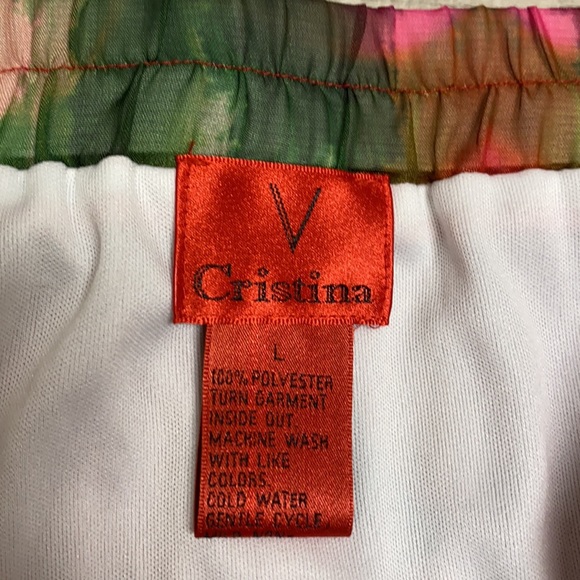 V
Cristina
L
100% POLYESTER
TURN GARMENT
INSIDE OUT.
MACHINE WASH
WITH LIKE
COLORS.
COLD WATER
GENTLE CYCLE